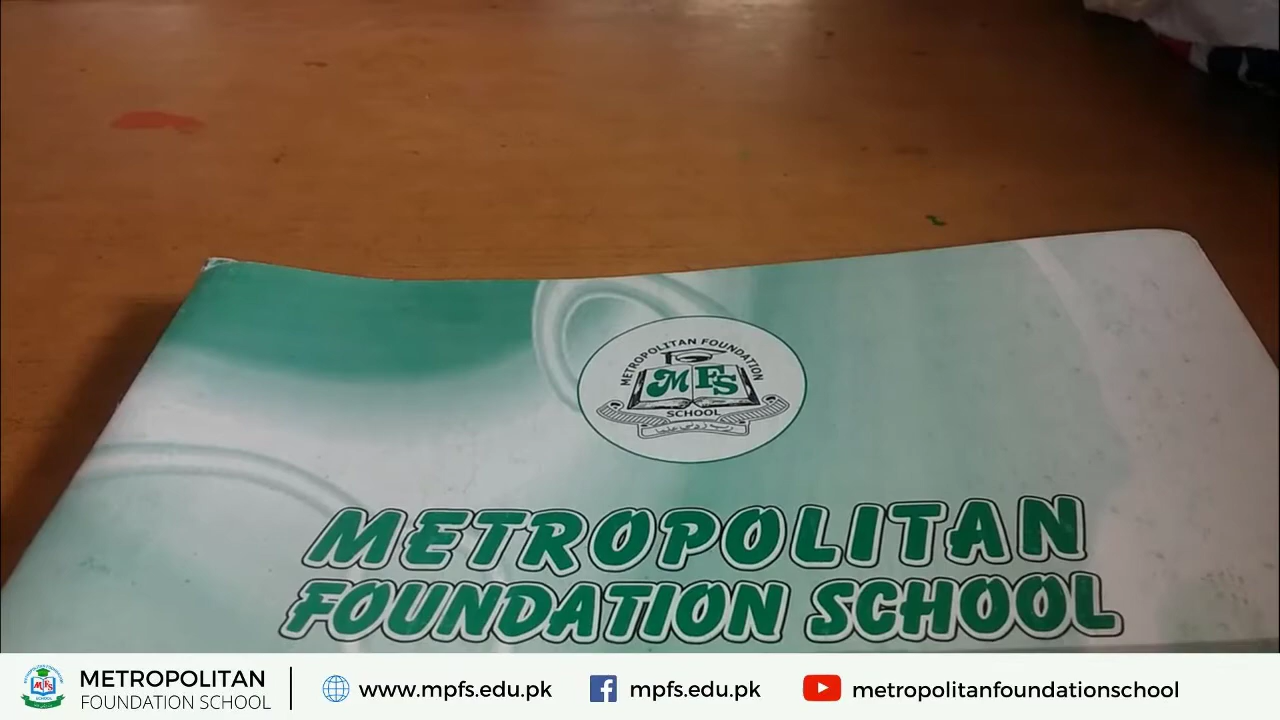 METROPOLITAN FOUNDATION
MFS
SCHOOL
METROPOLITAN
FOUNDATION SCHOOL
METROPOLITAN
FOUNDATION SCHOOL
www.mpfs.edu.pk
mpfs.edu.pk
metropolitanfoundationschool